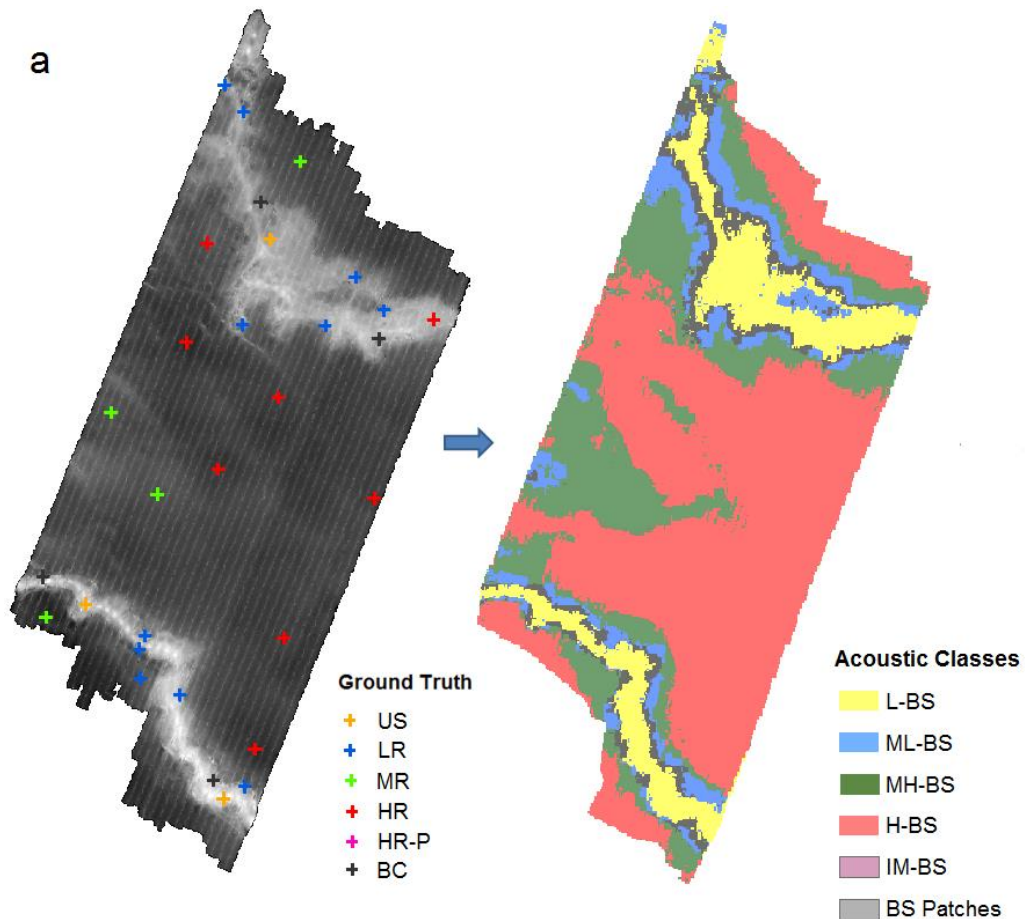 a
Ground Truth
US
LR
MR
HR
HR-P
BC
Acoustic Classes
L-BS
ML-BS
MH-BS
H-BS
IM-BS
BS Patches